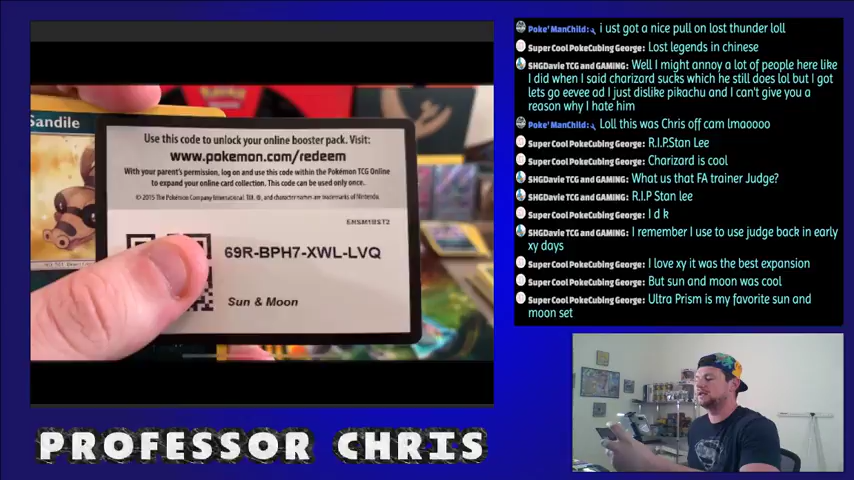 Sandile
Use this code to unlock your online booster pack. Visit:
www.pokemon.com/redeem
With your parent's permission, log on and use this code within the Pokémon TCG Online
to expand your online card collection. This code can be used only once.
ENSM1BST2
69R-BPH7-XWL-LVQ
Sun & Moon
Poke' ManChild: i ust got a nice pull on lost thunder loll
Super Cool PokeCubing George: Lost legends in chinese
SHGDavie TCG and GAMING: Well I might annoy a lot of people here like
I did when I said charizard sucks which he still does lol but I got
lets go eevee ad I just dislike pikachu and I can't give you a
reason why I hate him
Poke' ManChild: Loll this was Chris off cam lmaoooo
Super Cool PokeCubing George: R.I.P.Stan Lee
Super Cool PokeCubing George: Charizard is cool
SHGDavie TCG and GAMING: What us that FA trainer Judge?
SHGDavie TCG and GAMING: R.I.P Stan lee
Super Cool PokeCubing George: I d k
SHGDavie TCG and GAMING: I remember I use to use judge back in early
xy days
Super Cool PokeCubing George: I love xy it was the best expansion
Super Cool PokeCubing George: But sun and moon was cool
Super Cool PokeCubing George: Ultra Prism is my favorite sun and
moon set
PROFESSOR CHRIS